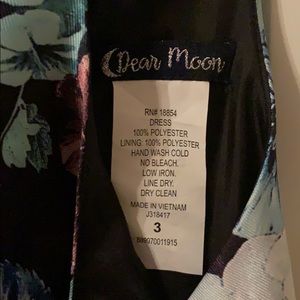 Dear Moon
RN# 18854
DRESS
100% POLYESTER
LINING: 100% POLYESTER
HAND WASH COLD
NO BLEACH.
LOW IRON.
LINE DRY.
DRY CLEAN
MADE IN VIETNAM
J318417
3
889970011915